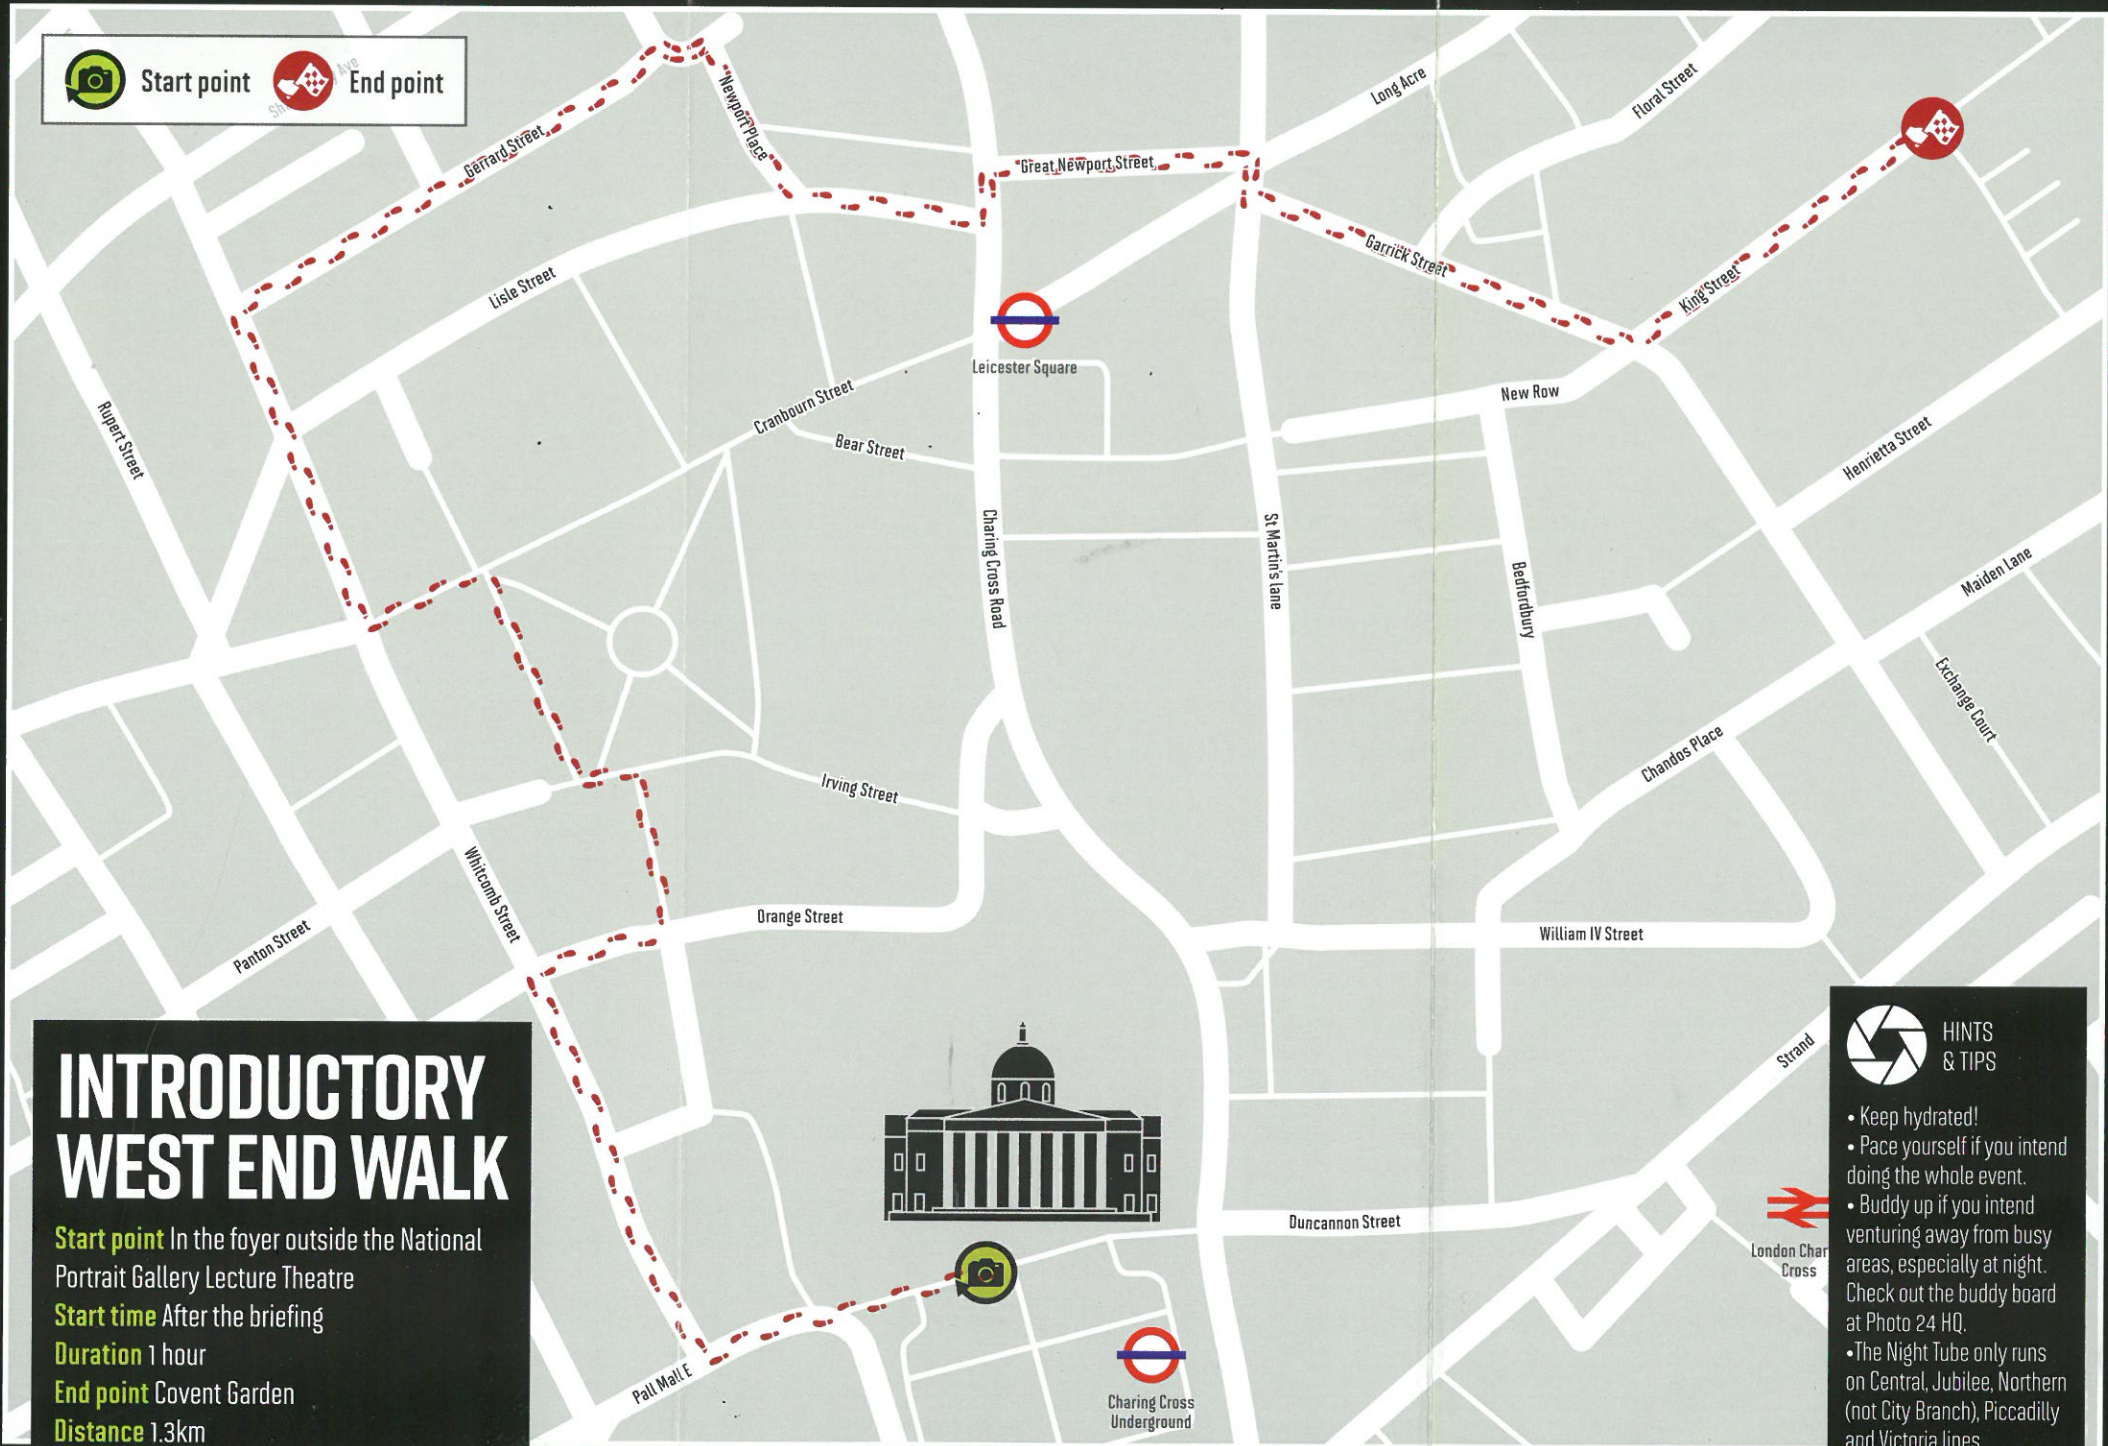 Start point
End point
Ave
Gerrard Street
Newport Place
Great Newport Street
Long Acre
Floral Street
Lisle Street
Garrick Street
King Street
Leicester Square
Rupert Street
Cranbourn Street
Bear Street
New Row
Henrietta Street
Charing Cross Road
St Martin's Lane
Bedfordbury
Maiden Lane
Exchange Court
Chandos Place
Irving Street
Whitcomb Street
Orange Street
William IV Street
Panton Street
Strand
Duncannon Street
Pall Mall E
Charing Cross
Underground
London Char
Cross
INTRODUCTORY
WEST END WALK
Start point In the foyer outside the National
Portrait Gallery Lecture Theatre
Start time After the briefing
Duration 1 hour
End point Covent Garden
Distance 1.3km
HINTS
& TIPS
• Keep hydrated!
• Pace yourself if you intend
doing the whole event.
• Buddy up if you intend
venturing away from busy
areas, especially at night.
Check out the buddy board
at Photo 24 HQ.
•The Night Tube only runs
on Central, Jubilee, Northern
(not City Branch), Piccadilly
and Victoria lines